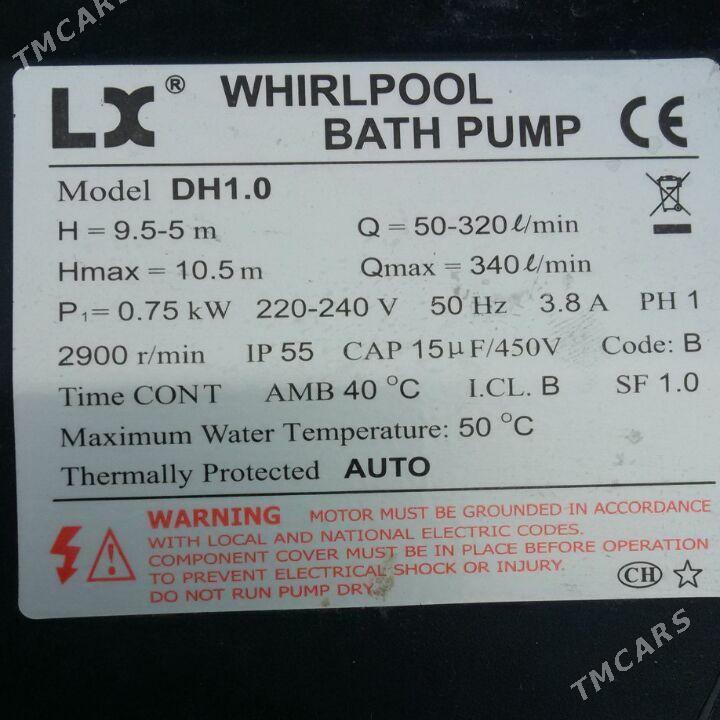 TMCARS
LX ® WHIRLPOOL
BATH PUMP CE
Model DH1.0
H = 9.5-5 m Q = 50-320 ℓ/min
Hmax = 10.5 m Qmax = 340 ℓ/min
P₁= 0.75 kW 220-240 V 50 Hz 3.8 A PH 1
2900 r/min IP 55 CAP 15µF/450V Code: B
Time CONT AMB 40 °C I.CL. B SF 1.0
Maximum Water Temperature: 50 °C
Thermally Protected AUTO
WARNING MOTOR MUST BE GROUNDED IN ACCORDANCE
WITH LOCAL AND NATIONAL ELECTRIC CODES.
COMPONENT COVER MUST BE IN PLACE BEFORE OPERATION
TO PREVENT ELECTRICAL SHOCK OR INJURY.
DO NOT RUN PUMP DRY.
CH
TMCARS